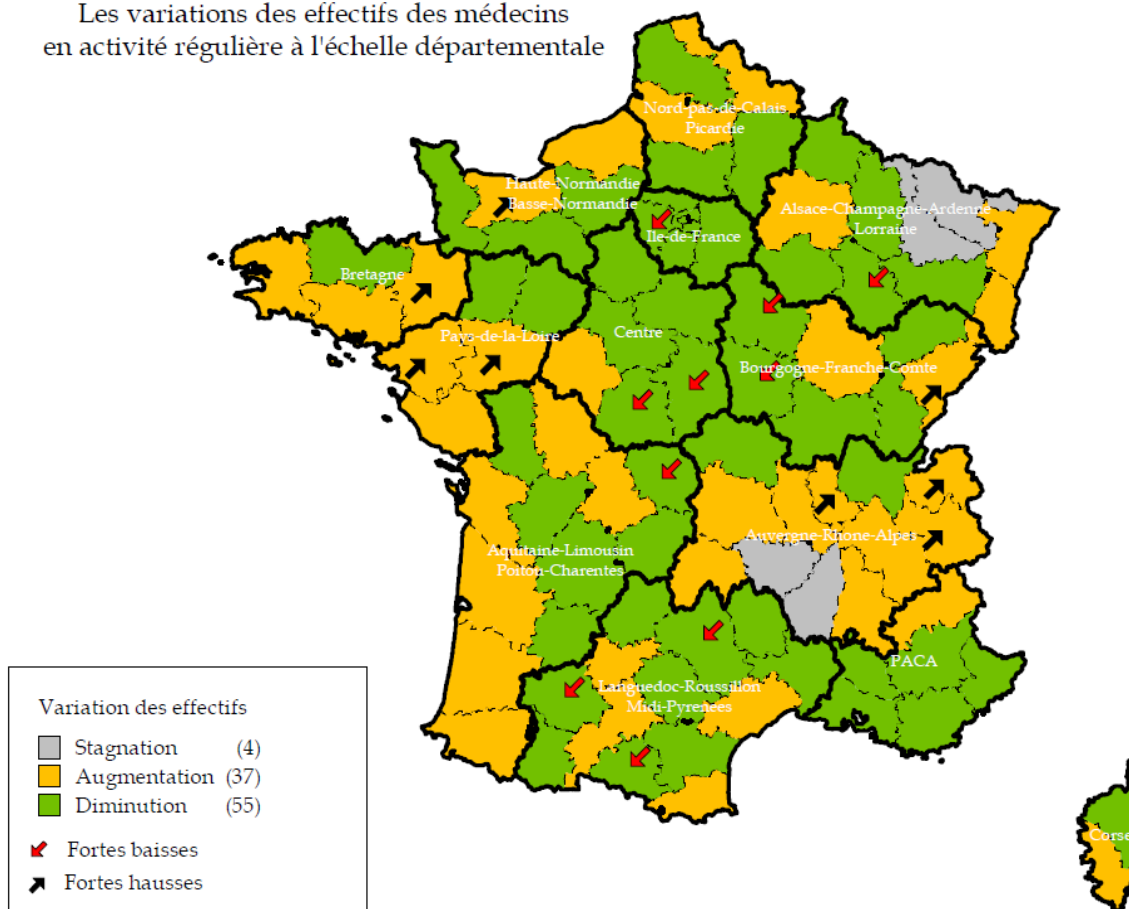 Les variations des effectifs des médecins
en activité régulière à l'échelle départementale
Nord-pas-de-Calais
Picardie
Haute-Normandie
Basse-Normandie
Ile-de-France
Alsace-Champagne-Ardenne
Lorraine
Bretagne
Pays-de-la-Loire
Centre
Bourgogne-Franche-Comte
Auvergne-Rhone-Alpes
Aquitaine-Limousin
Poitou-Charentes
PACA
Languedoc-Roussillon
Midi-Pyrenees
Corse
Variation des effectifs
Stagnation (4)
Augmentation (37)
Diminution (55)
Fortes baisses
Fortes hausses